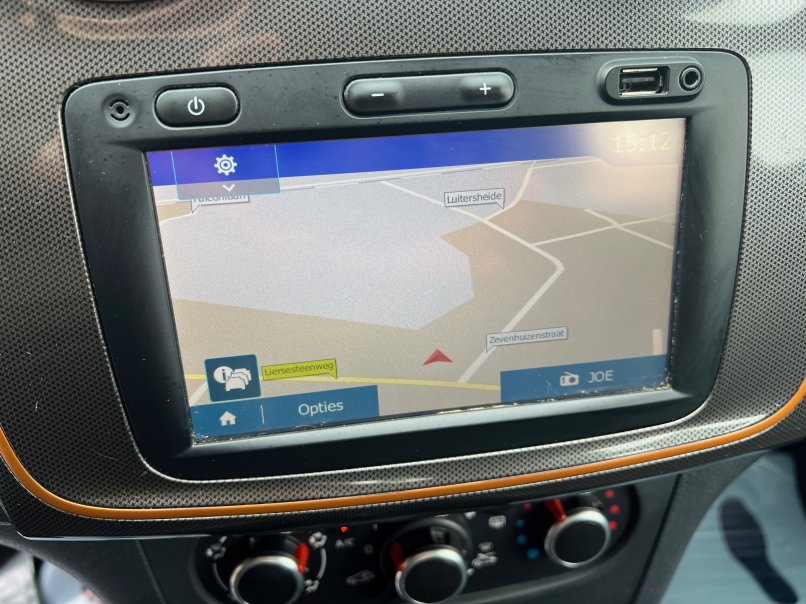 15:12
Luitersheide
Zevenhuizenstraat
Liersesteenweg
JOE
Opties
A/C